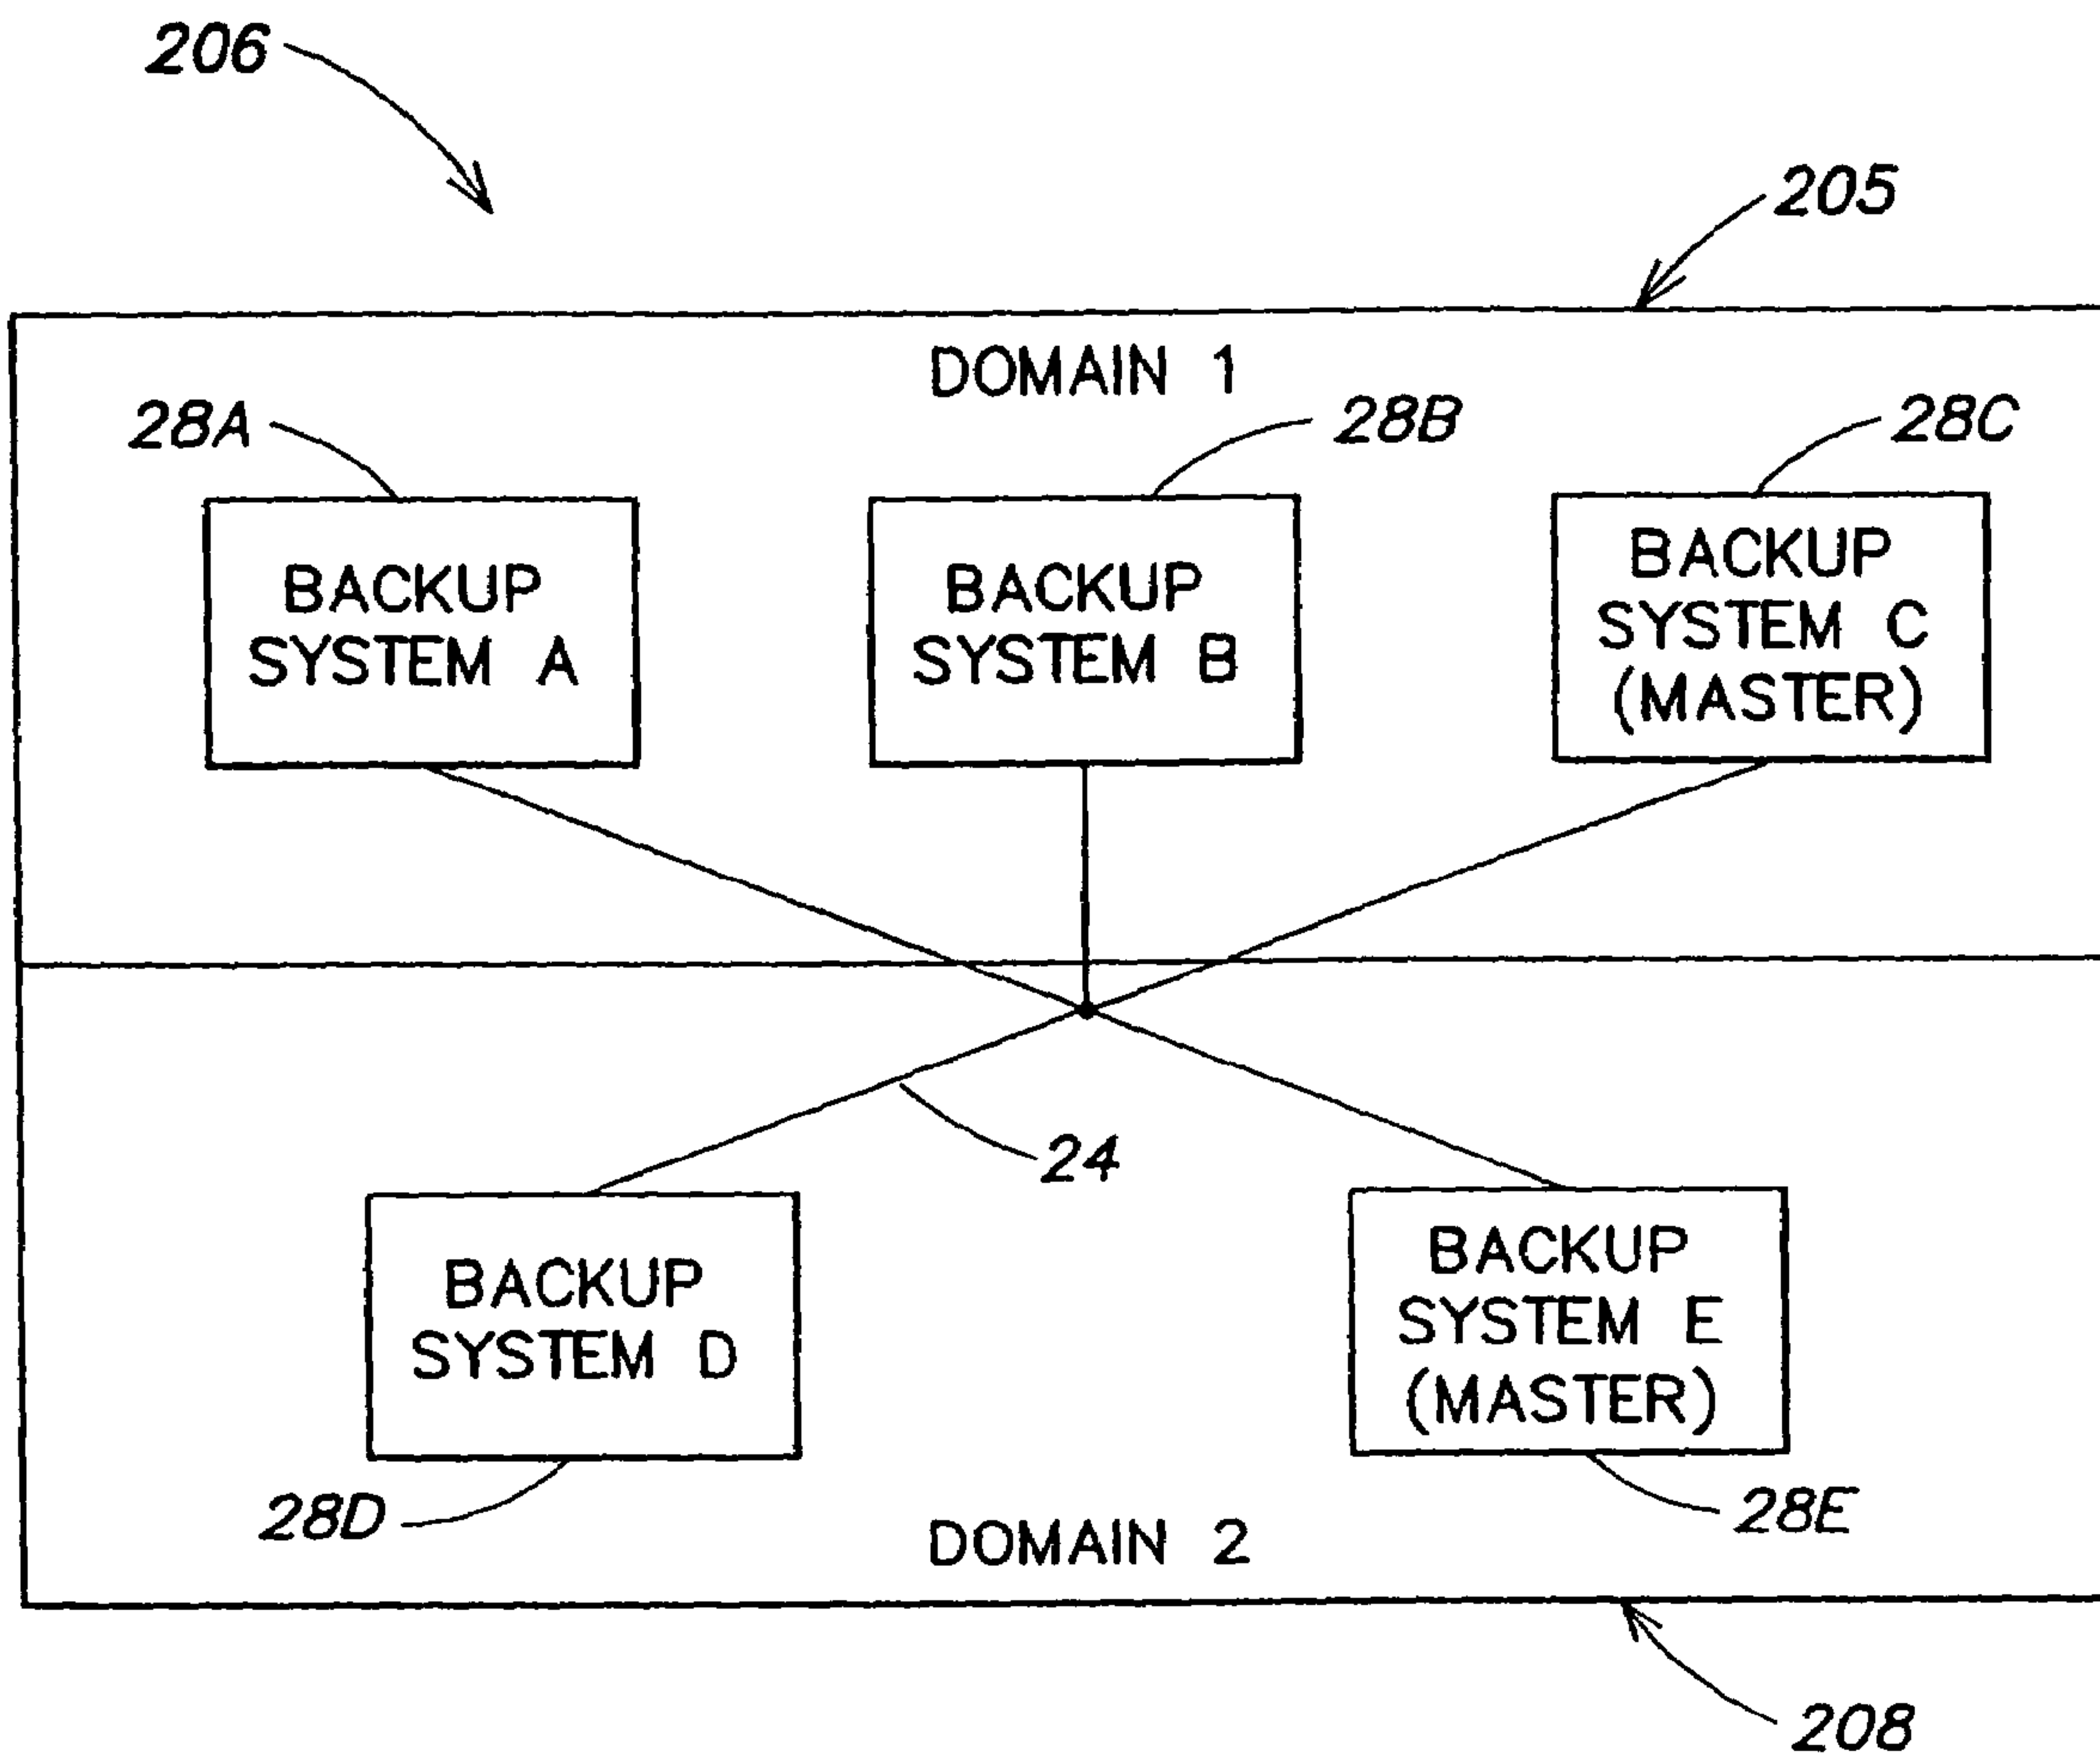 206
205
DOMAIN 1
28A
28B
28C
BACKUP
SYSTEM A
BACKUP
SYSTEM B
BACKUP
SYSTEM C
(MASTER)
24
BACKUP
SYSTEM D
BACKUP
SYSTEM E
(MASTER)
28D
28E
DOMAIN 2
208